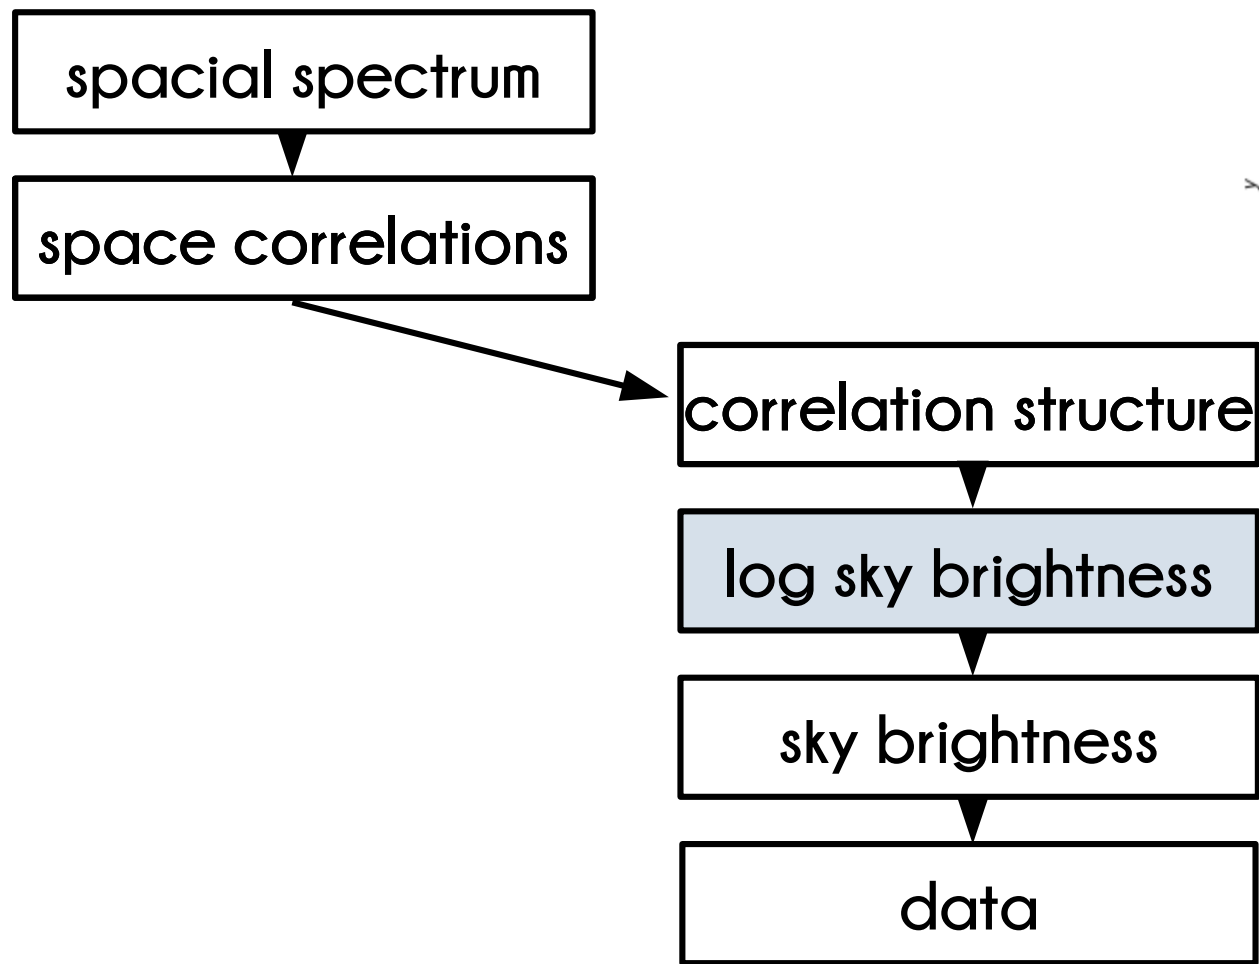 spacial spectrum
space correlations
y
correlation structure
log sky brightness
sky brightness
data